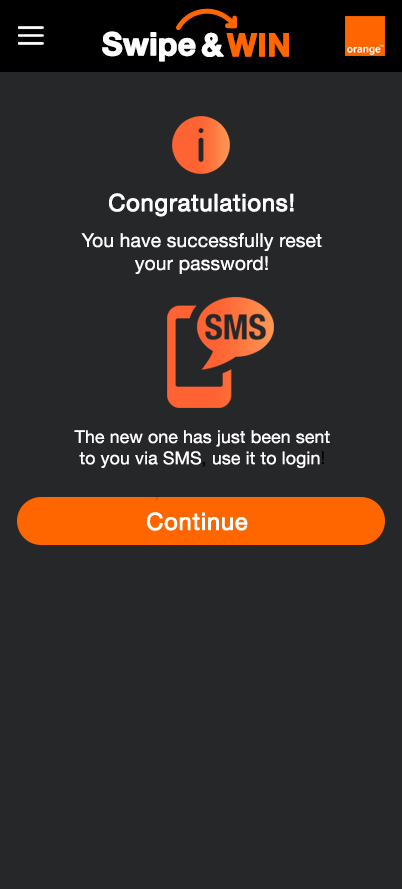 Swipe & WIN
orange™
i
Congratulations!
You have successfully reset
your password!
SMS
The new one has just been sent
to you via SMS, use it to login!
Continue